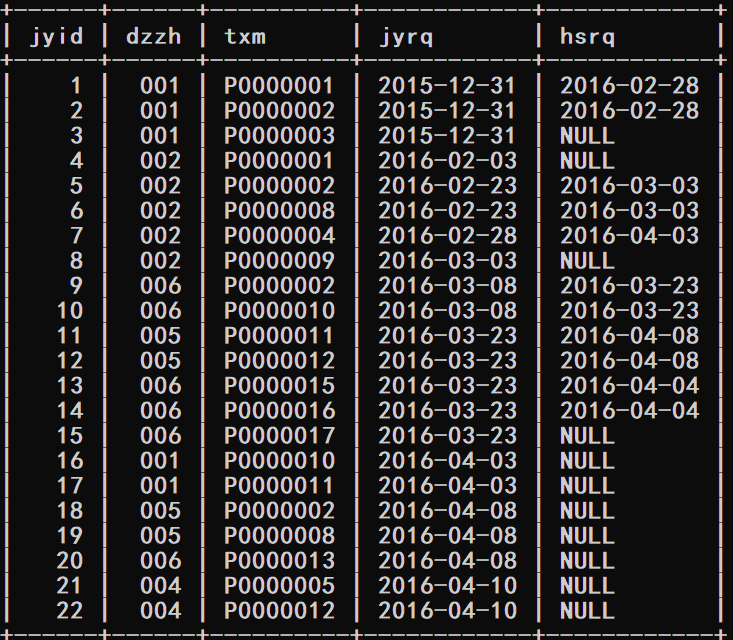 +------+------+----------+------------+------------+
| jyid | dzzh | txm      | jyrq       | hsrq       |
+------+------+----------+------------+------------+
|    1 |  001 | P0000001 | 2015-12-31 | 2016-02-28 |
|    2 |  001 | P0000002 | 2015-12-31 | 2016-02-28 |
|    3 |  001 | P0000003 | 2015-12-31 | NULL       |
|    4 |  002 | P0000001 | 2016-02-03 | NULL       |
|    5 |  002 | P0000002 | 2016-02-23 | 2016-03-03 |
|    6 |  002 | P0000008 | 2016-02-23 | 2016-03-03 |
|    7 |  002 | P0000004 | 2016-02-28 | 2016-04-03 |
|    8 |  002 | P0000009 | 2016-03-03 | NULL       |
|    9 |  006 | P0000002 | 2016-03-08 | 2016-03-23 |
|   10 |  006 | P0000010 | 2016-03-08 | 2016-03-23 |
|   11 |  005 | P0000011 | 2016-03-23 | 2016-04-08 |
|   12 |  005 | P0000012 | 2016-03-23 | 2016-04-08 |
|   13 |  006 | P0000015 | 2016-03-23 | 2016-04-04 |
|   14 |  006 | P0000016 | 2016-03-23 | 2016-04-04 |
|   15 |  006 | P0000017 | 2016-03-23 | NULL       |
|   16 |  001 | P0000010 | 2016-04-03 | NULL       |
|   17 |  001 | P0000011 | 2016-04-03 | NULL       |
|   18 |  005 | P0000002 | 2016-04-08 | NULL       |
|   19 |  005 | P0000008 | 2016-04-08 | NULL       |
|   20 |  006 | P0000013 | 2016-04-08 | NULL       |
|   21 |  004 | P0000005 | 2016-04-10 | NULL       |
|   22 |  004 | P0000012 | 2016-04-10 | NULL       |
+------+------+----------+------------+------------+